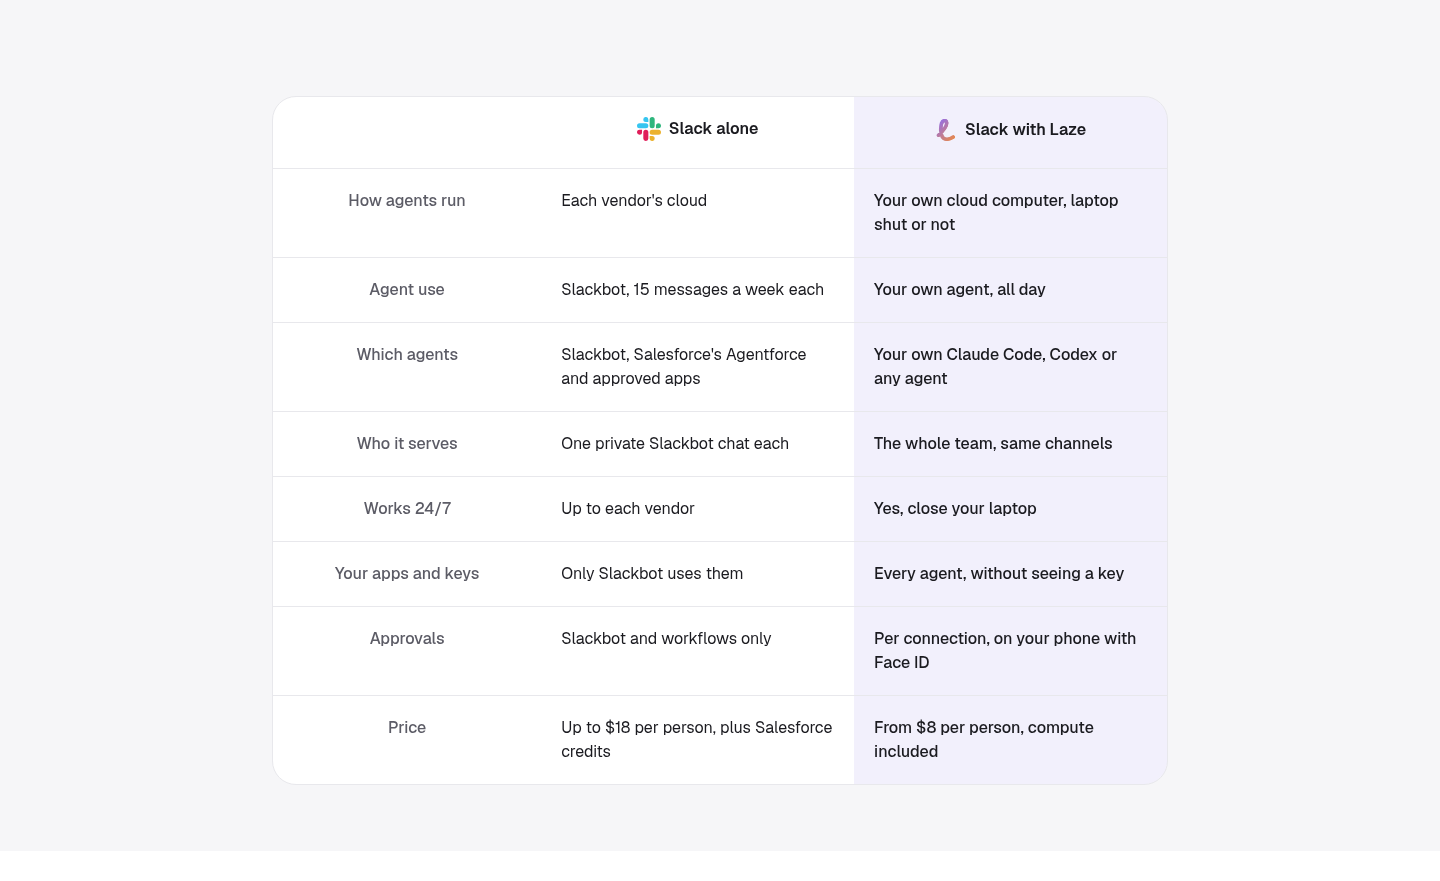 Slack alone
Slack with Laze
How agents run
Each vendor's cloud
Your own cloud computer, laptop
shut or not
Agent use
Slackbot, 15 messages a week each
Your own agent, all day
Which agents
Slackbot, Salesforce's Agentforce
and approved apps
Your own Claude Code, Codex or
any agent
Who it serves
One private Slackbot chat each
The whole team, same channels
Works 24/7
Up to each vendor
Yes, close your laptop
Your apps and keys
Only Slackbot uses them
Every agent, without seeing a key
Approvals
Slackbot and workflows only
Per connection, on your phone with
Face ID
Price
Up to $18 per person, plus Salesforce
credits
From $8 per person, compute
included